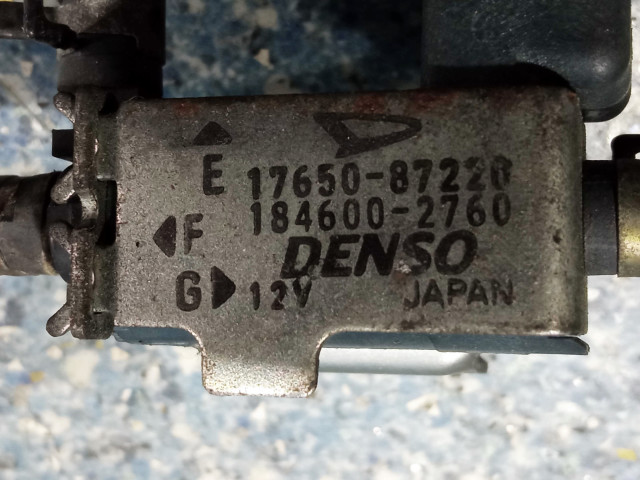 E 17650-87220
184600-2760
F DENSO
G 12V JAPAN